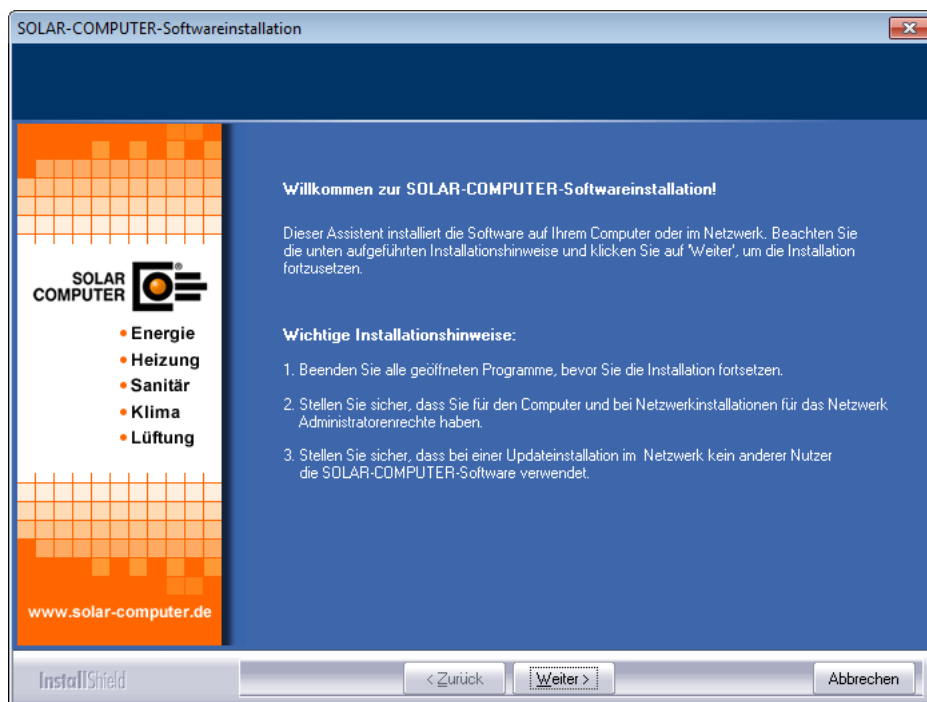 SOLAR-COMPUTER-Softwareinstallation
Willkommen zur SOLAR-COMPUTER-Softwareinstallation!
Dieser Assistent installiert die Software auf Ihrem Computer oder im Netzwerk. Beachten Sie
die unten aufgeführten Installationshinweise und klicken Sie auf 'Weiter', um die Installation
fortzusetzen.
SOLAR
COMPUTER
®
• Energie
• Heizung
• Sanitär
• Klima
• Lüftung
Wichtige Installationshinweise:
1. Beenden Sie alle geöffneten Programme, bevor Sie die Installation fortsetzen.
2. Stellen Sie sicher, dass Sie für den Computer und bei Netzwerkinstallationen für das Netzwerk
Administratorenrechte haben.
3. Stellen Sie sicher, dass bei einer Updateinstallation im Netzwerk kein anderer Nutzer
die SOLAR-COMPUTER-Software verwendet.
www.solar-computer.de
InstallShield
< Zurück
Weiter >
Abbrechen